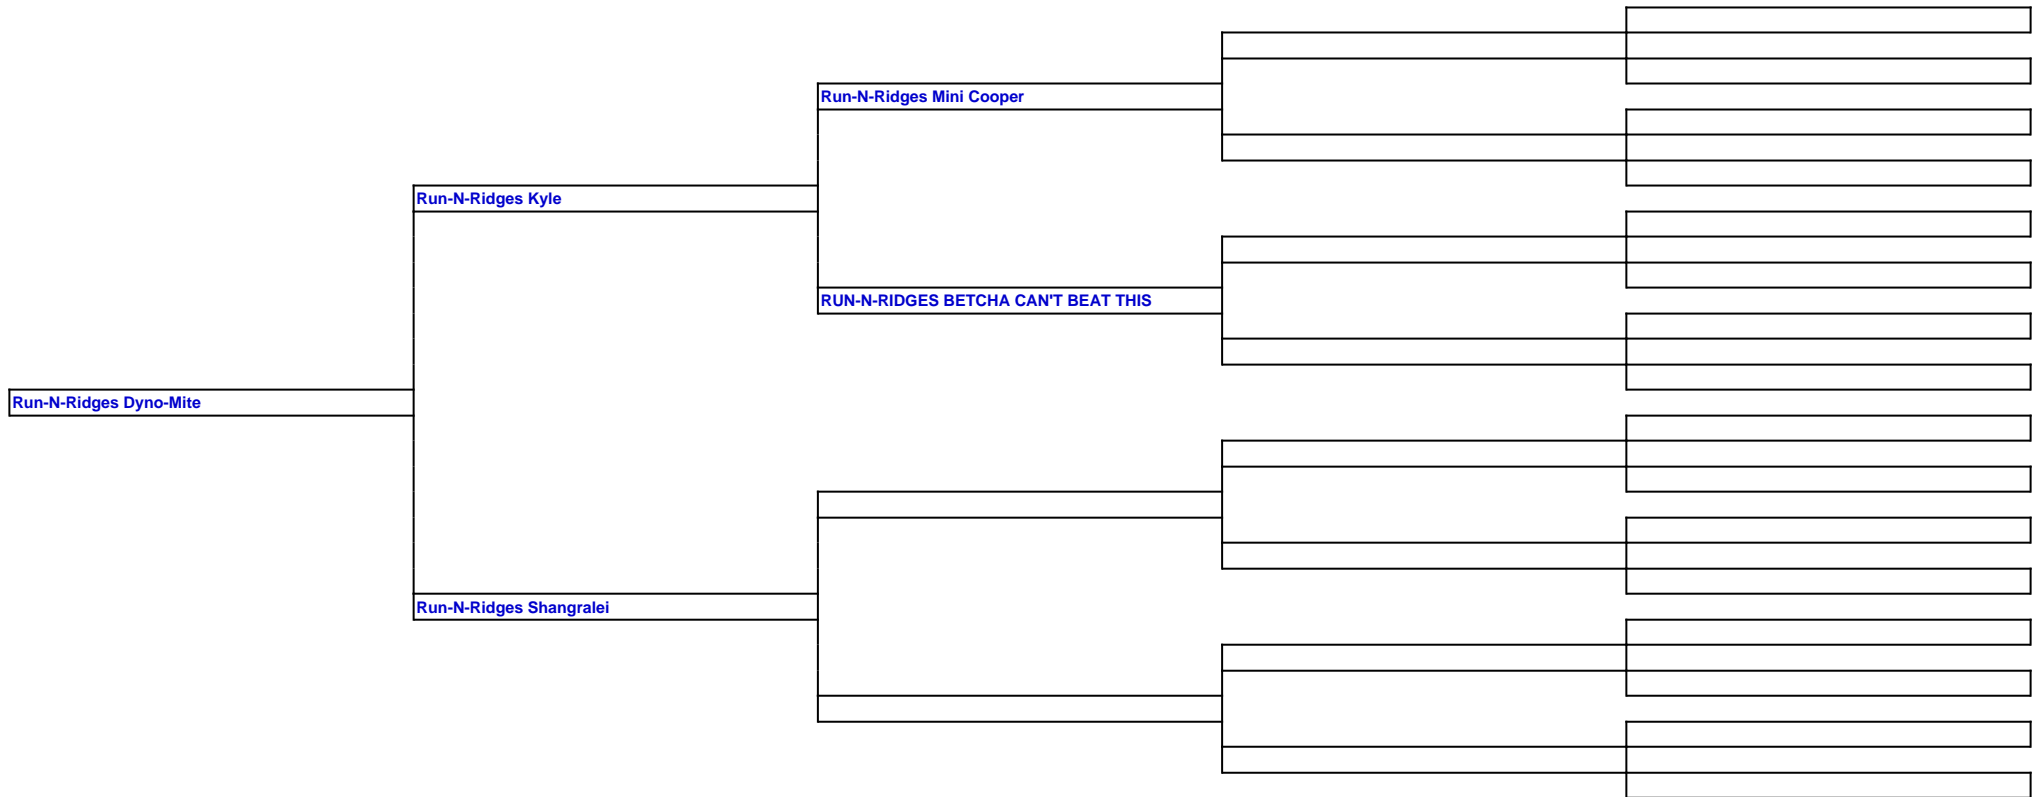 Run-N-Ridges Mini Cooper
Run-N-Ridges Kyle
RUN-N-RIDGES BETCHA CAN'T BEAT THIS
Run-N-Ridges Dyno-Mite
Run-N-Ridges Shangralei